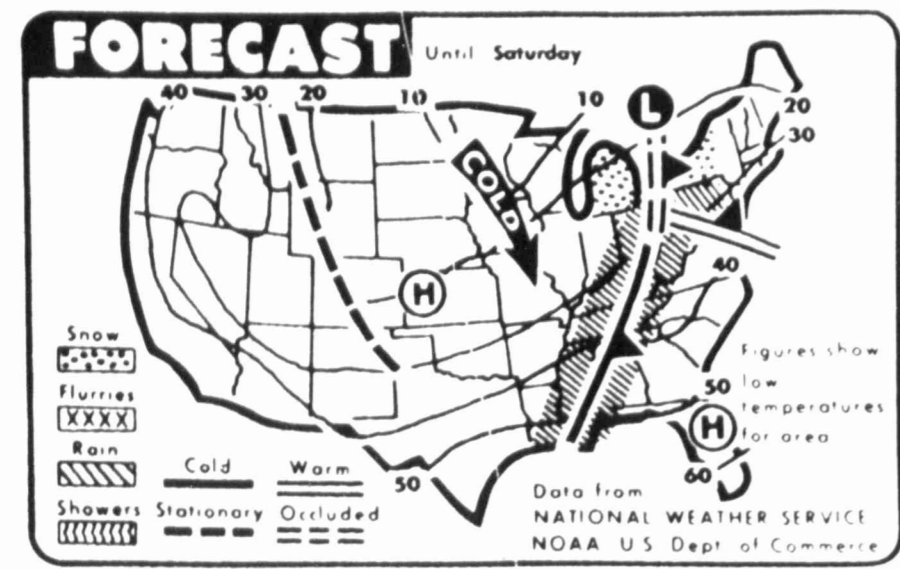 FORECAST
Until Saturday
40 30 20 10 10 20
30
L
COLD
H
40
Snow
Flurries
Rain
Showers
Cold Warm
Stationary Occluded
50
Figures show
low
temperatures
for area
50
H
60
Data from
NATIONAL WEATHER SERVICE
NOAA US Dept of Commerce